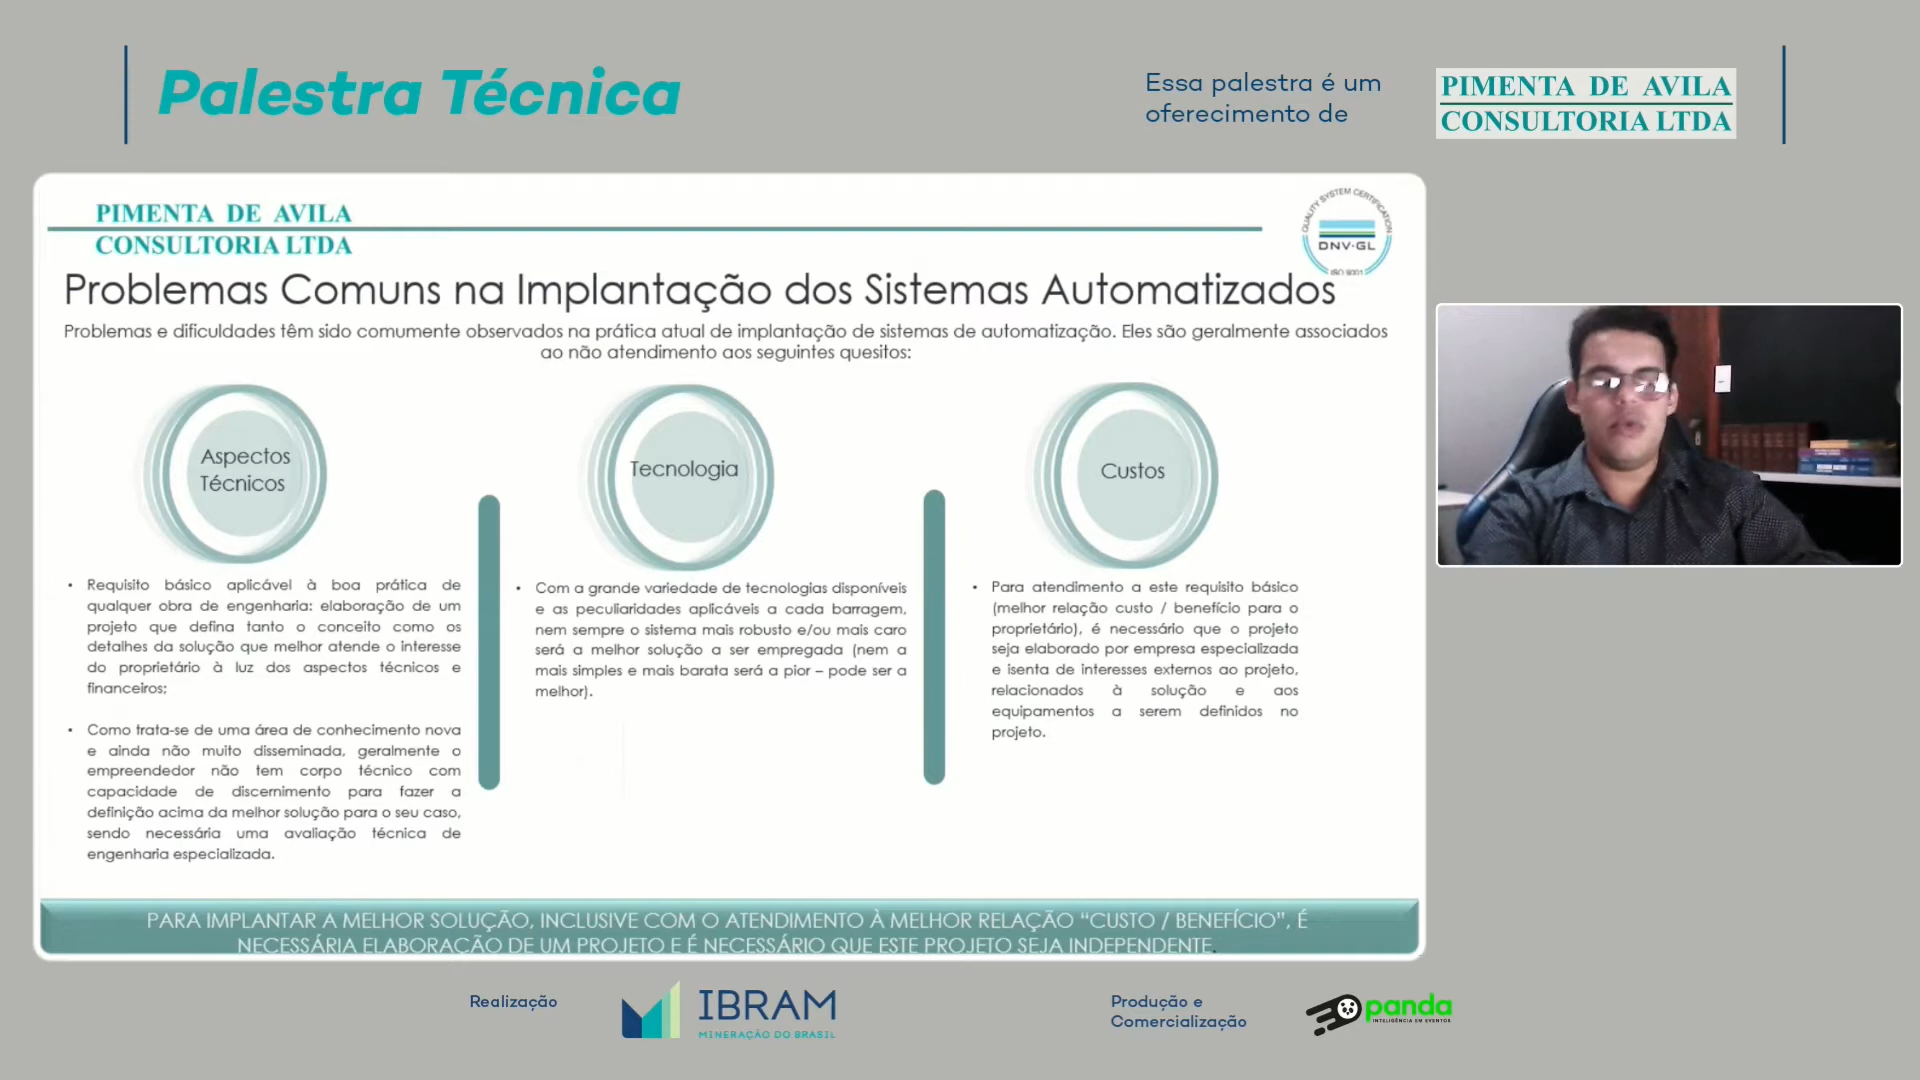 Palestra Técnica
Essa palestra é um
oferecimento de
PIMENTA DE AVILA
CONSULTORIA LTDA
PIMENTA DE AVILA
CONSULTORIA LTDA
QUALITY SYSTEM CERTIFICATION
DNV·GL
ISO 9001
Problemas Comuns na Implantação dos Sistemas Automatizados
Problemas e dificuldades têm sido comumente observados na prática atual de implantação de sistemas de automatização. Eles são geralmente associados
ao não atendimento aos seguintes quesitos:
Aspectos
Técnicos
• Requisito básico aplicável à boa prática de
qualquer obra de engenharia: elaboração de um
projeto que defina tanto o conceito como os
detalhes da solução que melhor atende o interesse
do proprietário à luz dos aspectos técnicos e
financeiros;
• Como trata-se de uma área de conhecimento nova
e ainda não muito disseminada, geralmente o
empreendedor não tem corpo técnico com
capacidade de discernimento para fazer a
definição acima da melhor solução para o seu caso,
sendo necessária uma avaliação técnica de
engenharia especializada.
Tecnologia
• Com a grande variedade de tecnologias disponíveis
e as peculiaridades aplicáveis a cada barragem,
nem sempre o sistema mais robusto e/ou mais caro
será a melhor solução a ser empregada (nem a
mais simples e mais barata será a pior – pode ser a
melhor).
Custos
• Para atendimento a este requisito básico
(melhor relação custo / benefício para o
proprietário), é necessário que o projeto
seja elaborado por empresa especializada
e isenta de interesses externos ao projeto,
relacionados à solução e aos
equipamentos a serem definidos no
projeto.
PARA IMPLANTAR A MELHOR SOLUÇÃO, INCLUSIVE COM O ATENDIMENTO À MELHOR RELAÇÃO “CUSTO / BENEFÍCIO”, É
NECESSÁRIA ELABORAÇÃO DE UM PROJETO E É NECESSÁRIO QUE ESTE PROJETO SEJA INDEPENDENTE.
Realização
IBRAM
MINERAÇÃO DO BRASIL
Produção e
Comercialização
panda
INTELIGÊNCIA EM EVENTOS